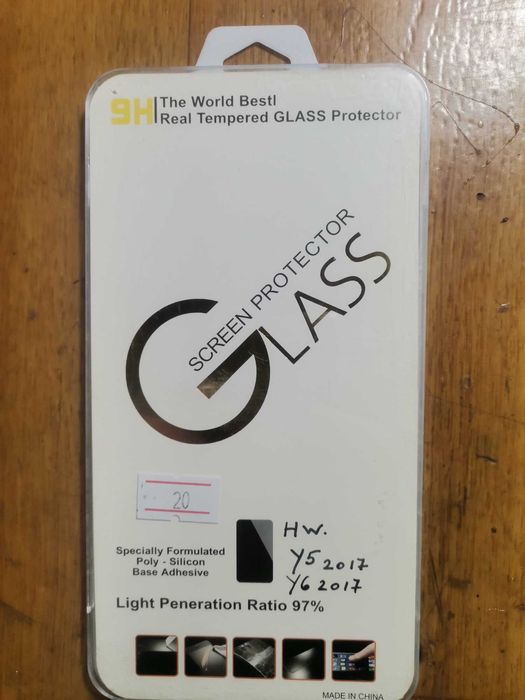 9H The World Bestl
Real Tempered GLASS Protector
SCREEN PROTECTOR
GLASS
20
HW.
Y5 2017
Y6 2017
Specially Formulated
Poly - Silicon
Base Adhesive
Light Peneration Ratio 97%
MADE IN CHINA